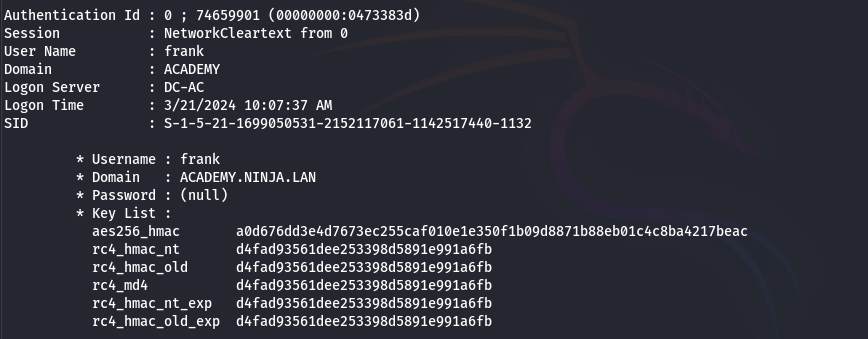 Authentication Id : 0 ; 74659901 (00000000:0473383d)
Session           : NetworkCleartext from 0
User Name         : frank
Domain            : ACADEMY
Logon Server      : DC-AC
Logon Time        : 3/21/2024 10:07:37 AM
SID               : S-1-5-21-1699050531-2152117061-1142517440-1132

         * Username : frank
         * Domain   : ACADEMY.NINJA.LAN
         * Password : (null)
         * Key List :
           aes256_hmac       a0d676dd3e4d7673ec255caf010e1e350f1b09d8871b88eb01c4c8ba4217beac
           rc4_hmac_nt       d4fad93561dee253398d5891e991a6fb
           rc4_hmac_old      d4fad93561dee253398d5891e991a6fb
           rc4_md4           d4fad93561dee253398d5891e991a6fb
           rc4_hmac_nt_exp   d4fad93561dee253398d5891e991a6fb
           rc4_hmac_old_exp  d4fad93561dee253398d5891e991a6fb